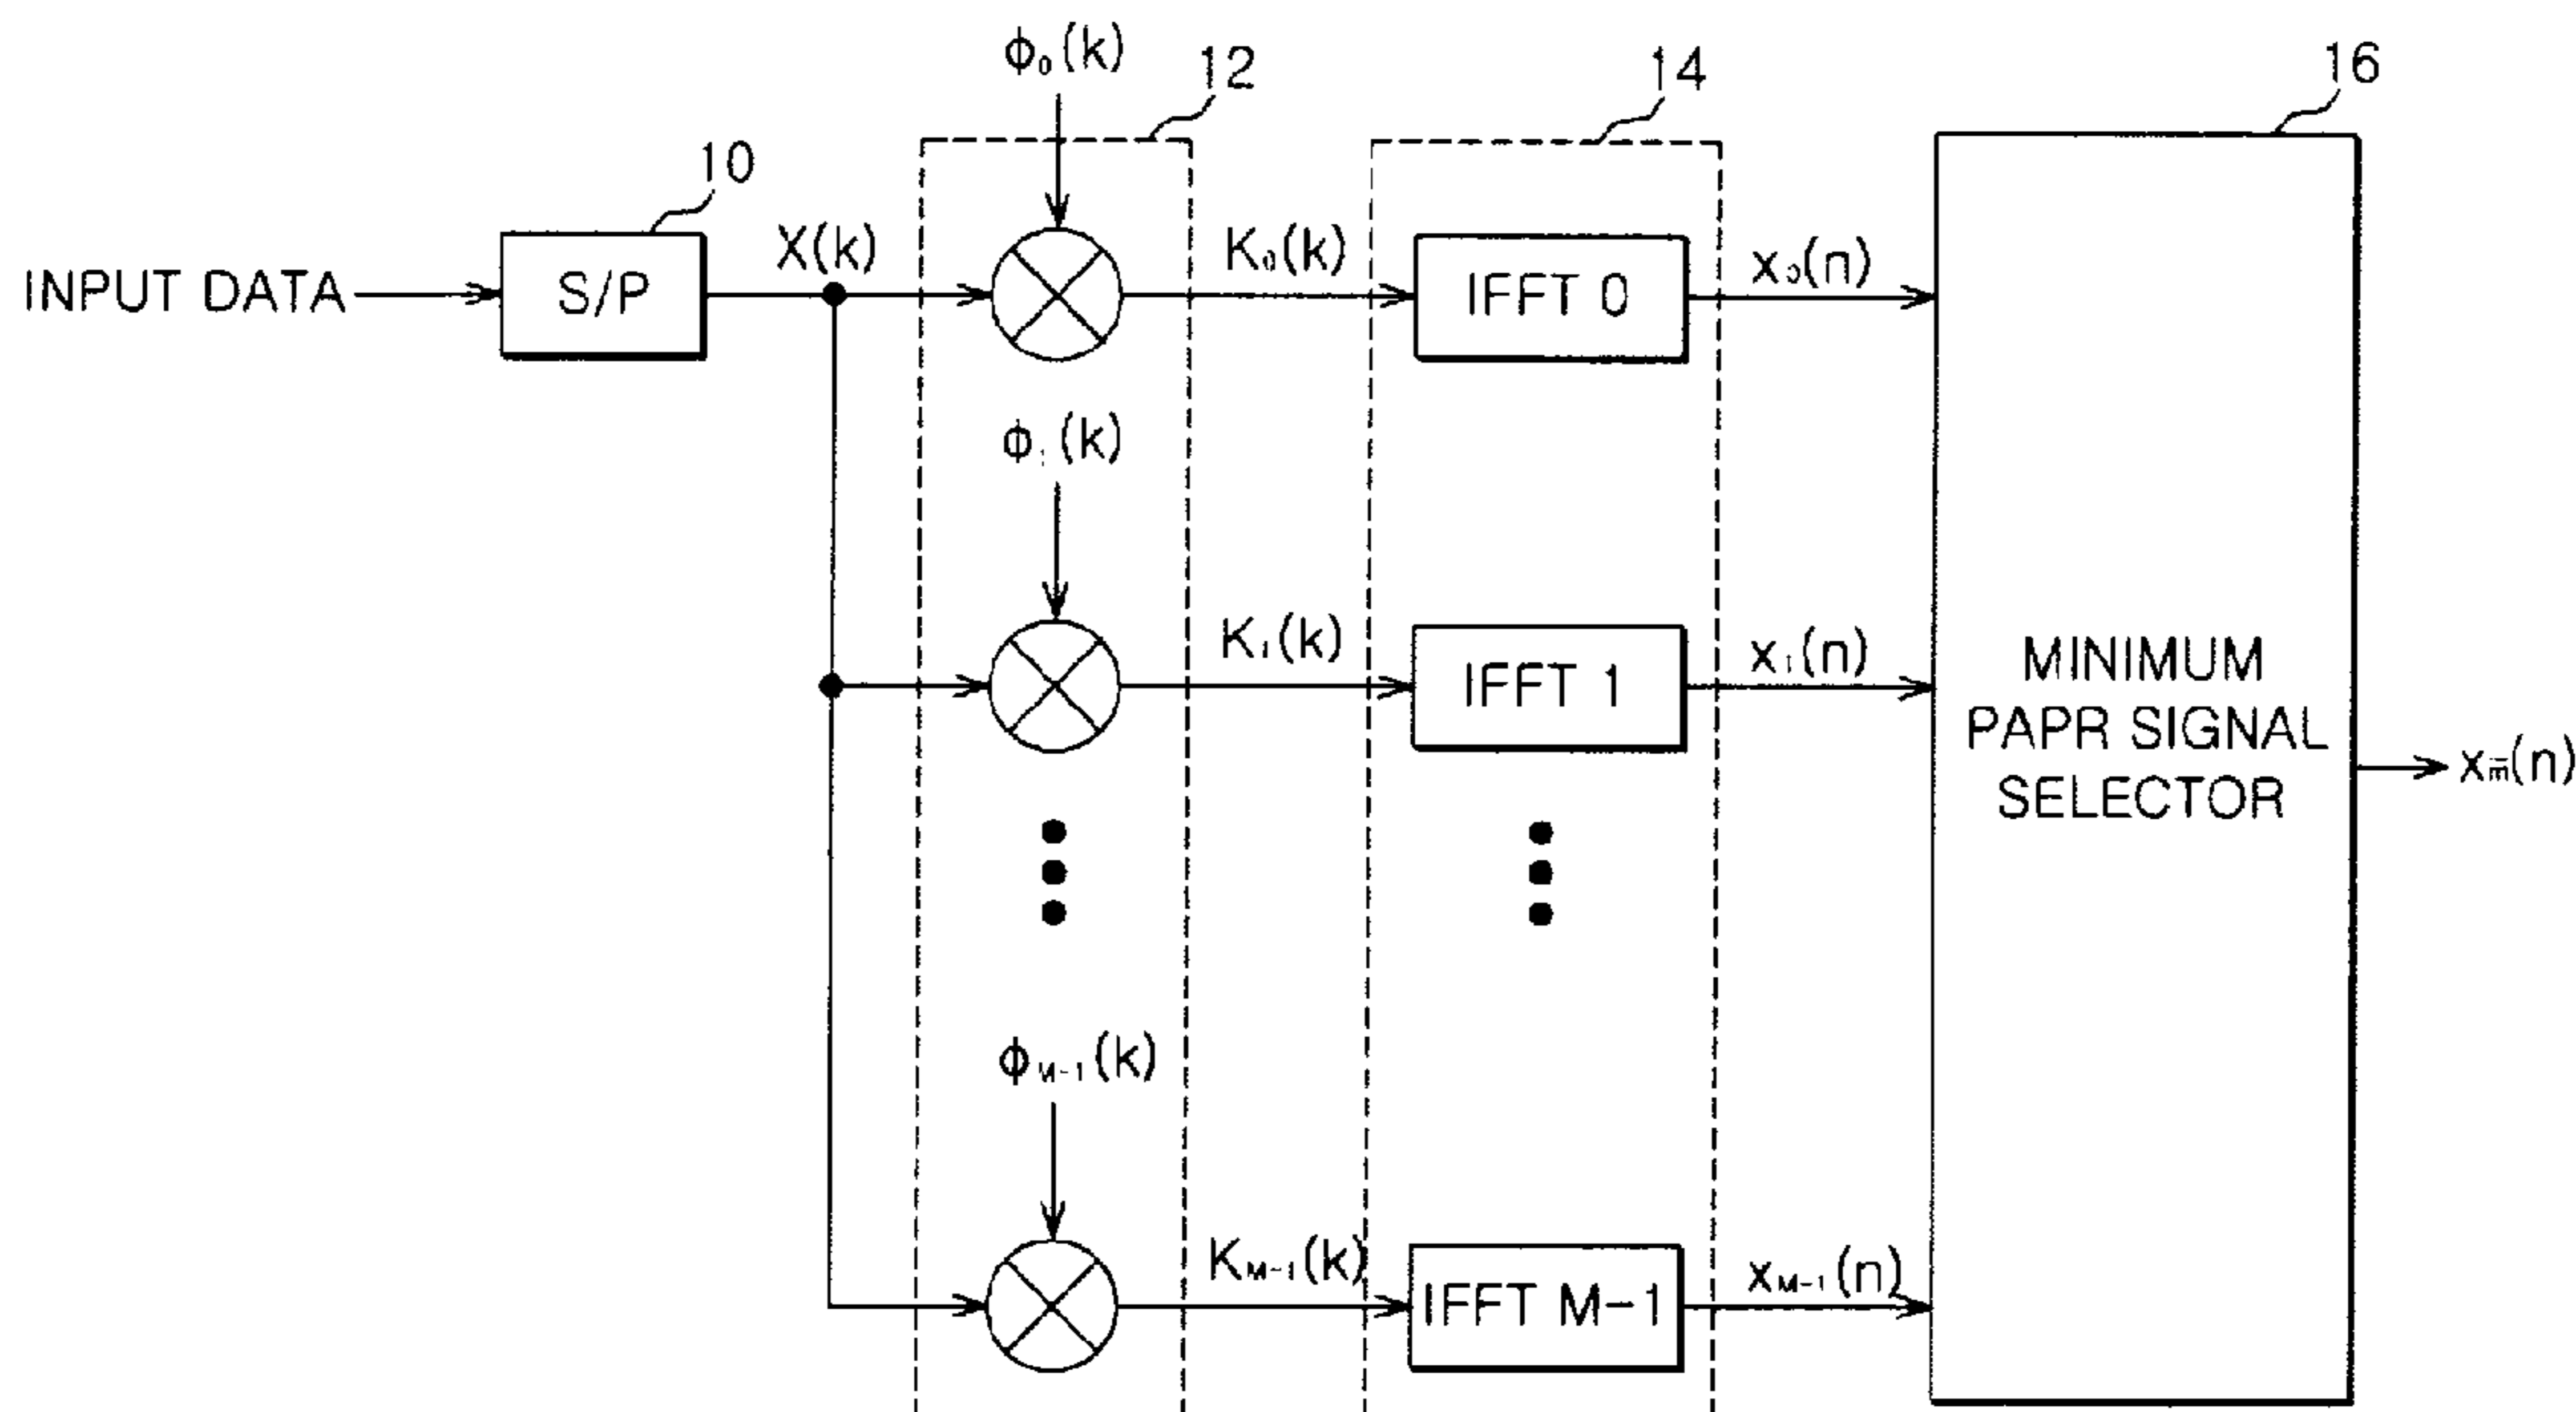 ϕ₀(k)
12
14
16
10
INPUT DATA
S/P
X(k)
K₀(k)
IFFT 0
x₀(n)
ϕ₁(k)
K₁(k)
IFFT 1
x₁(n)
MINIMUM
PAPR SIGNAL
SELECTOR
x_m̄(n)
ϕ_M-1(k)
K_M-1(k)
IFFT M-1
x_M-1(n)